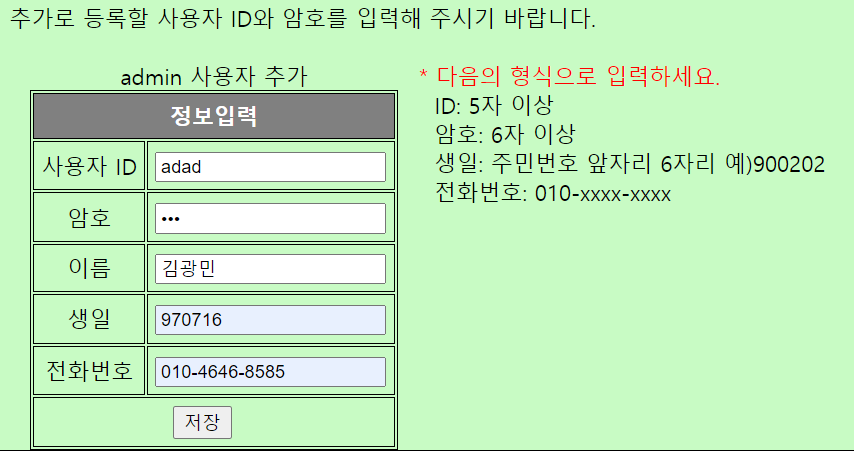 추가로 등록할 사용자 ID와 암호를 입력해 주시기 바랍니다.
admin 사용자 추가
정보입력
사용자 ID adad
암호 •••
이름 김광민
생일 970716
전화번호 010-4646-8585
저장
* 다음의 형식으로 입력하세요.
ID: 5자 이상
암호: 6자 이상
생일: 주민번호 앞자리 6자리 예)900202
전화번호: 010-xxxx-xxxx